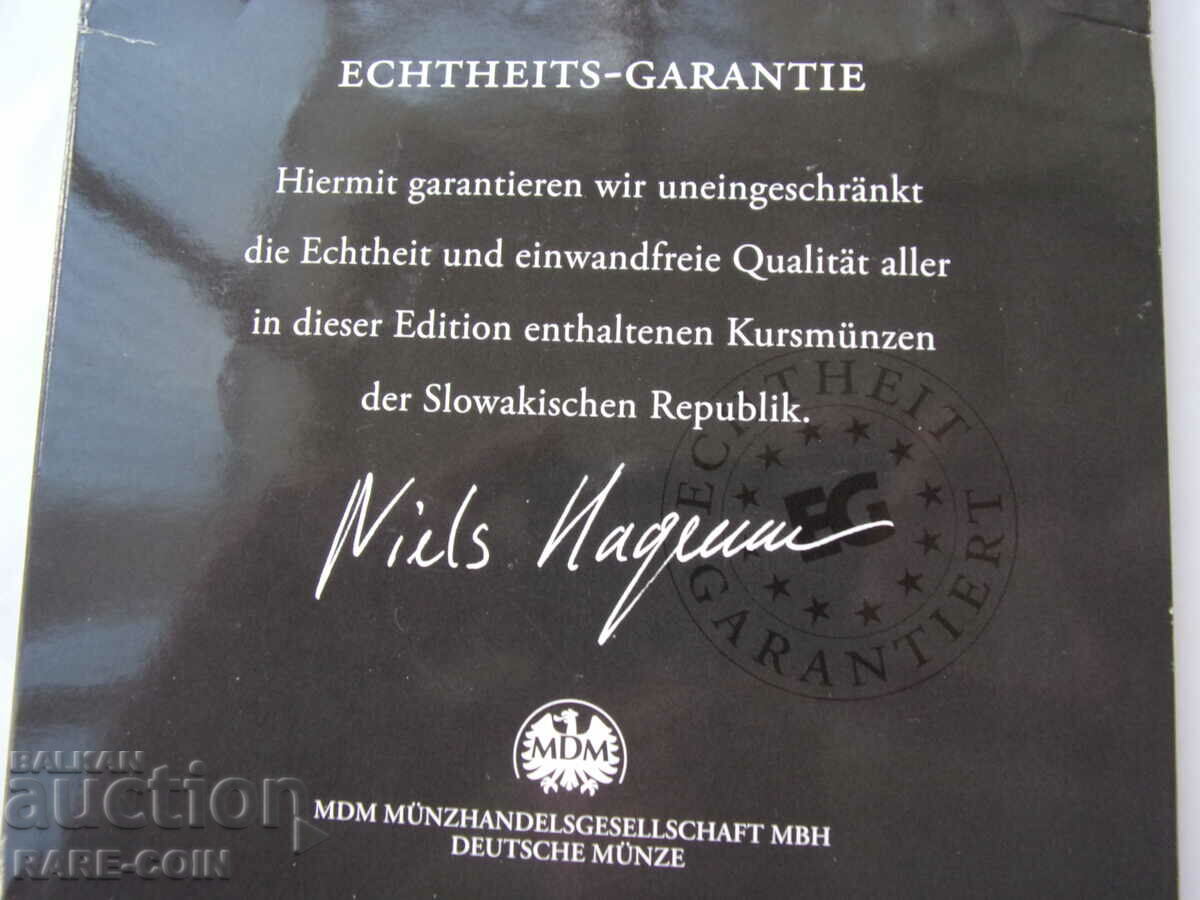 ECHTHEITS-GARANTIE
Hiermit garantieren wir uneingeschränkt
die Echtheit und einwandfreie Qualität aller
in dieser Edition enthaltenen Kursmünzen
der Slowakischen Republik.
ECHTHEIT
EG
GARANTIERT
Niels
MDM
MDM MÜNZHANDELSGESELLSCHAFT MBH
DEUTSCHE MÜNZE
BALKAN
auction
RARE-COIN